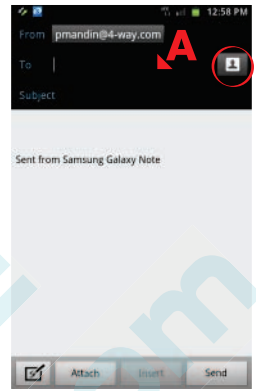 12:58 PM
From pmandin@4-way.com
A
To
Subject
Sent from Samsung Galaxy Note
Attach Insert Send